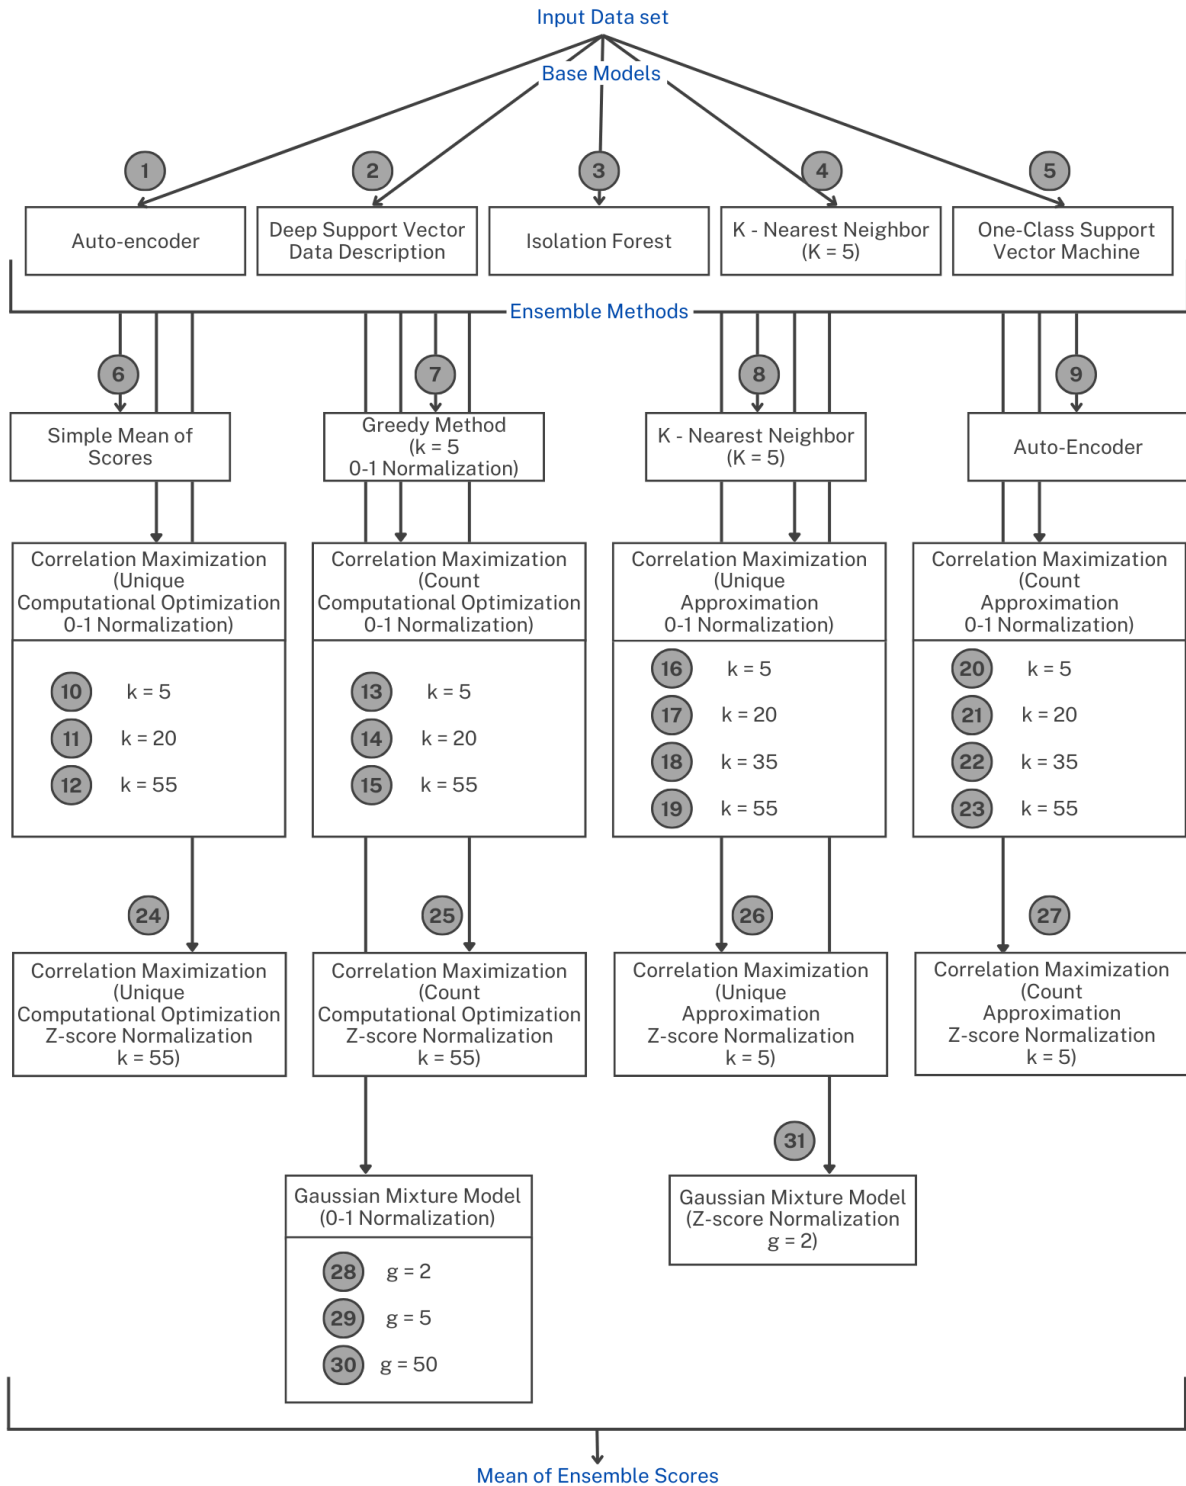 Input Data set
Base Models
1
2
3
4
5
Auto-encoder
Deep Support Vector
Data Description
Isolation Forest
K - Nearest Neighbor
(K = 5)
One-Class Support
Vector Machine
Ensemble Methods
6
7
8
9
Simple Mean of
Scores
Greedy Method
(k = 5
0-1 Normalization)
K - Nearest Neighbor
(K = 5)
Auto-Encoder
Correlation Maximization
(Unique
Computational Optimization
0-1 Normalization)
10 k = 5
11 k = 20
12 k = 55
Correlation Maximization
(Count
Computational Optimization
0-1 Normalization)
13 k = 5
14 k = 20
15 k = 55
Correlation Maximization
(Unique
Approximation
0-1 Normalization)
16 k = 5
17 k = 20
18 k = 35
19 k = 55
Correlation Maximization
(Count
Approximation
0-1 Normalization)
20 k = 5
21 k = 20
22 k = 35
23 k = 55
24
Correlation Maximization
(Unique
Computational Optimization
Z-score Normalization
k = 55)
25
Correlation Maximization
(Count
Computational Optimization
Z-score Normalization
k = 55)
26
Correlation Maximization
(Unique
Approximation
Z-score Normalization
k = 5)
27
Correlation Maximization
(Count
Approximation
Z-score Normalization
k = 5)
Gaussian Mixture Model
(0-1 Normalization)
28 g = 2
29 g = 5
30 g = 50
31
Gaussian Mixture Model
(Z-score Normalization
g = 2)
Mean of Ensemble Scores